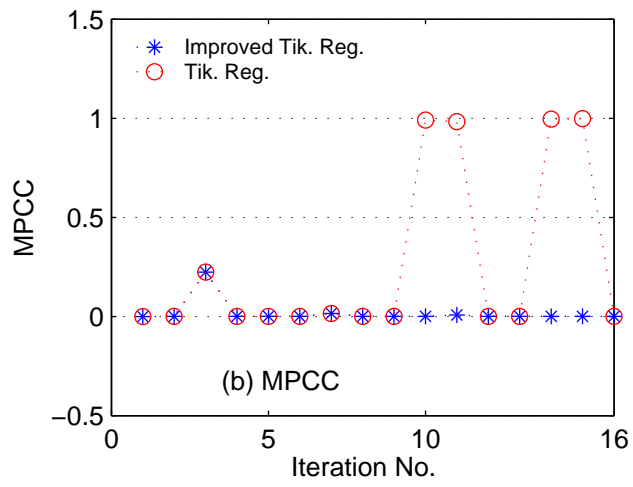 1.5
Improved Tik. Reg.
Tik. Reg.
1
0.5
0
-0.5
MPCC
(b) MPCC
0 5 10 16
Iteration No.